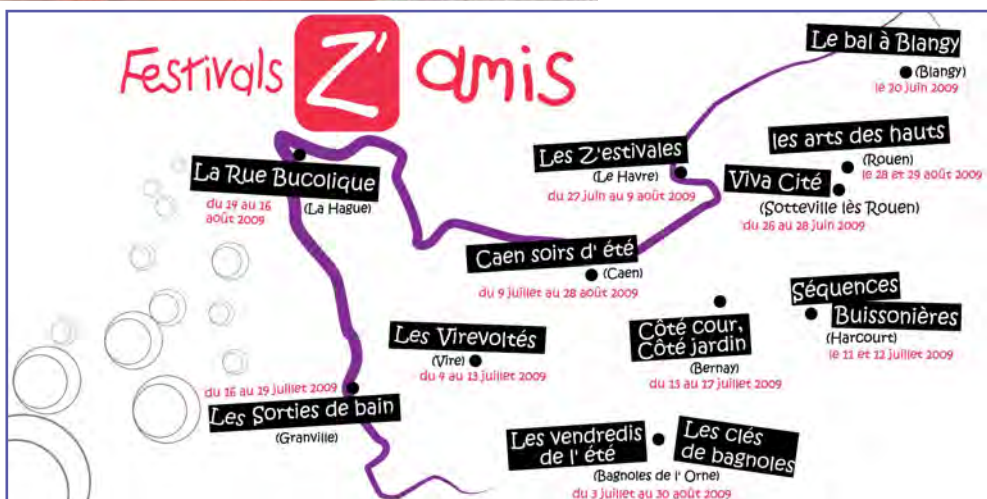 Festivals Z' amis
Le bal à Blangy
(Blangy)
le 20 juin 2009
les arts des hauts
(Rouen)
le 28 et 29 août 2009
Les Z'estivales
(Le Havre)
du 27 juin au 9 août 2009
Viva Cité
(Sotteville lès Rouen)
du 26 au 28 juin 2009
La Rue Bucolique
(La Hague)
du 14 au 16
août 2009
Caen soirs d' été
(Caen)
du 9 juillet au 28 août 2009
Séquences
Buissonières
(Harcourt)
le 11 et 12 juillet 2009
Côté cour,
Côté jardin
(Bernay)
du 15 au 17 juillet 2009
Les Virevoltés
(Vire)
du 4 au 13 juillet 2009
du 16 au 19 juillet 2009
Les Sorties de bain
(Granville)
Les vendredis
de l' été
Les clés
de bagnoles
(Bagnoles de l' Orne)
du 3 juillet au 30 août 2009